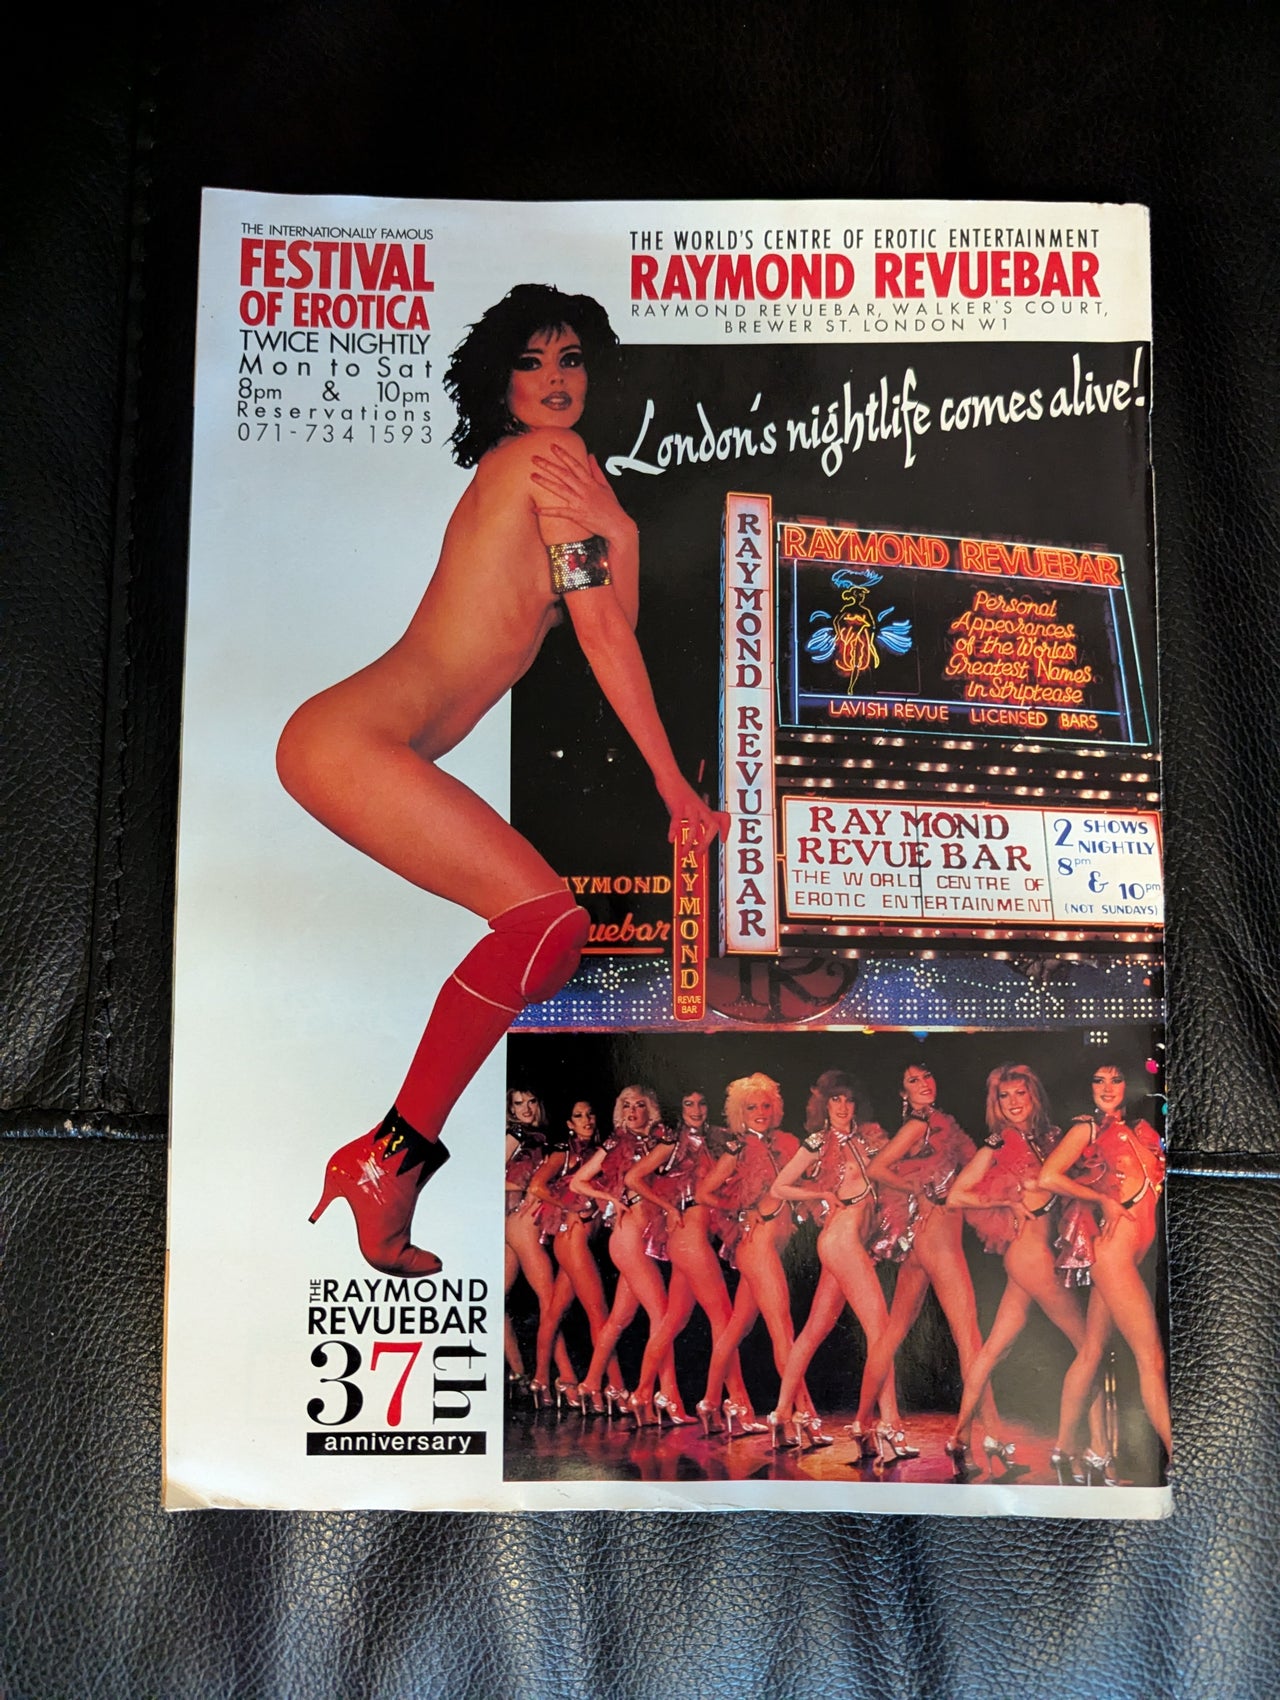 THE INTERNATIONALLY FAMOUS
FESTIVAL
OF EROTICA
TWICE NIGHTLY
Mon to Sat
8pm & 10pm
Reservations
071-734 1593
THE WORLD'S CENTRE OF EROTIC ENTERTAINMENT
RAYMOND REVUEBAR
RAYMOND REVUEBAR, WALKER'S COURT,
BREWER ST. LONDON W1
London's nightlife comes alive!
RAYMOND REVUEBAR
RAYMOND REVUEBAR
Personal
Appearances
of the Worlds
Greatest Names
in Striptease
LAVISH REVUE LICENSED BARS
RAYMOND
REVUE BAR
THE WORLD CENTRE OF
EROTIC ENTERTAINMENT
2 SHOWS
NIGHTLY
8pm
& 10pm
(NOT SUNDAYS)
YMOND
uebar
RAYMOND
REVUE
BAR
THE RAYMOND
REVUEBAR
37th
anniversary